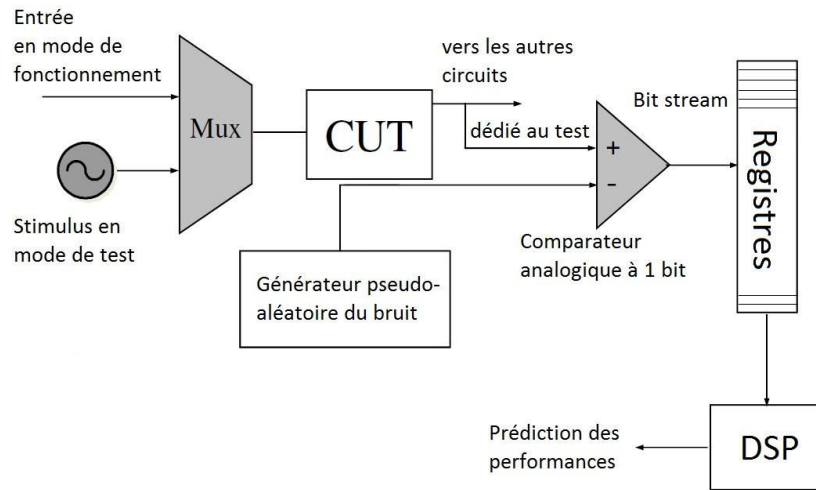 Entrée
en mode de
fonctionnement
Mux
Stimulus en
mode de test
CUT
vers les autres
circuits
dédié au test
Générateur pseudo-
aléatoire du bruit
+
-
Comparateur
analogique à 1 bit
Bit stream
Registres
DSP
Prédiction des
performances